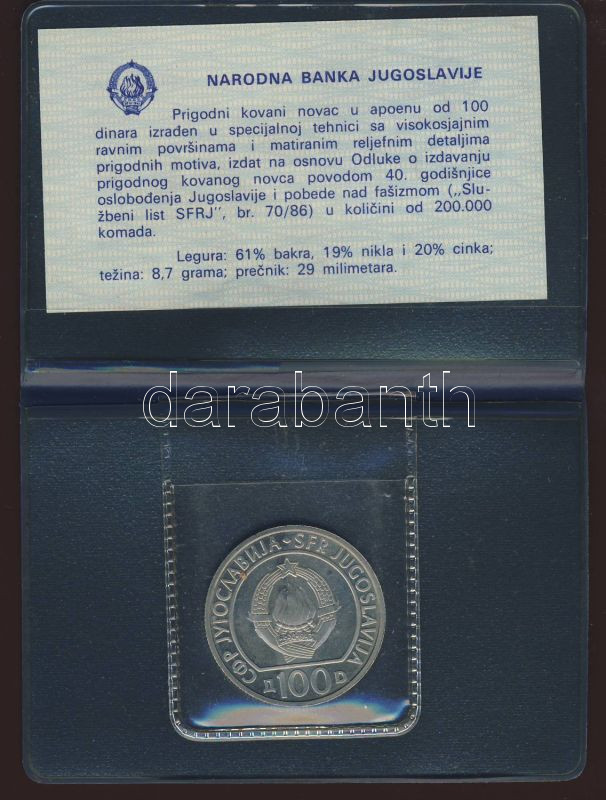 NARODNA BANKA JUGOSLAVIJE
Prigodni kovani novac u apoenu od 100
dinara izrađen u specijalnoj tehnici sa visokosjajnim
ravnim površinama i matiranim reljefnim detaljima
prigodnih motiva, izdat na osnovu Odluke o izdavanju
prigodnog kovanog novca povodom 40. godišnjice
oslobođenja Jugoslavije i pobede nad fašizmom („Slu-
žbeni list SFRJ", br. 70/86) u količini od 200.000
komada.
Legura: 61% bakra, 19% nikla i 20% cinka;
težina: 8,7 grama; prečnik: 29 milimetara.
darabanth
СФР ЈУГОСЛАВИЈА • SFR JUGOSLAVIJA
Д 100 D